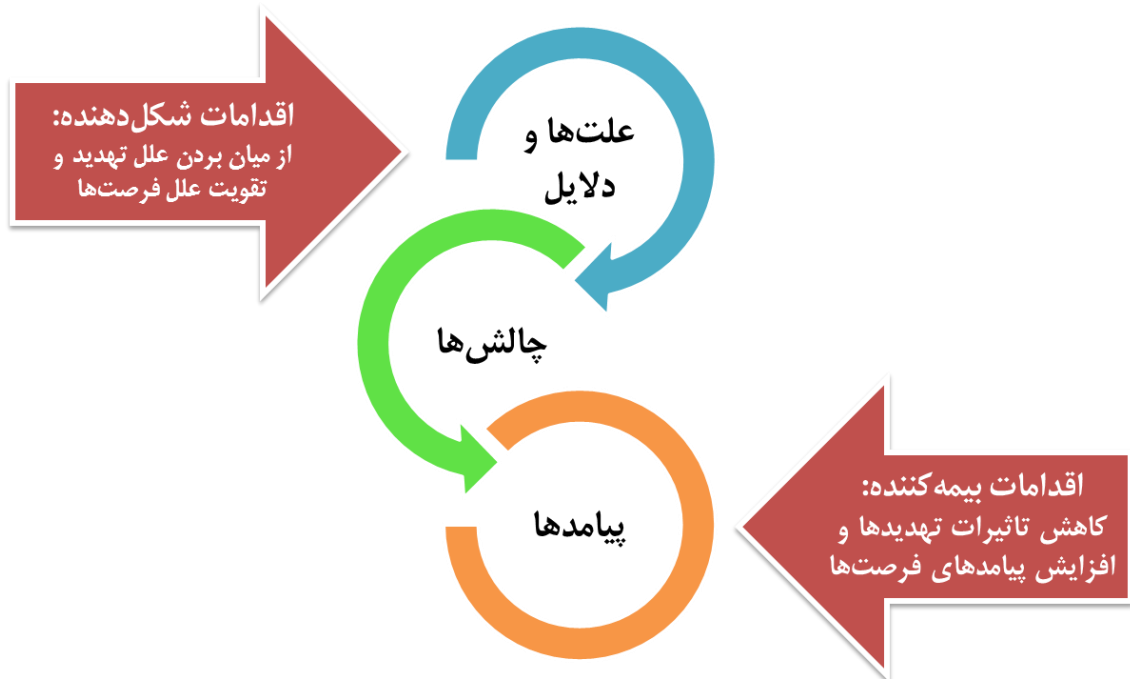 اقدامات شکل‌دهنده:
از میان بردن علل تهدید و
تقویت علل فرصت‌ها
علت‌ها و
دلایل
چالش‌ها
پیامدها
اقدامات بیمه‌کننده:
کاهش تاثیرات تهدیدها و
افزایش پیامدهای فرصت‌ها